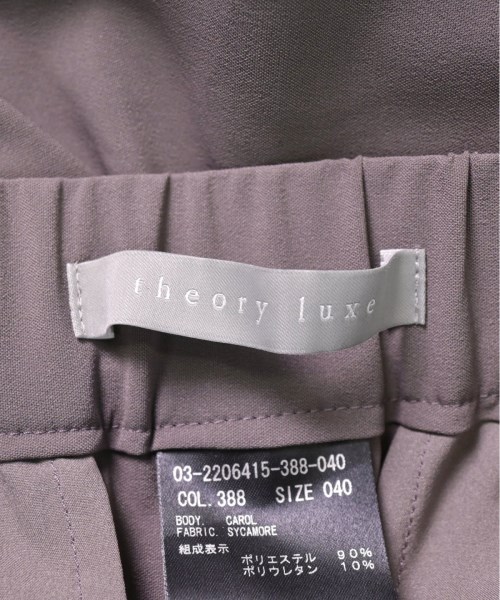 theory luxe
03-2206415-388-040
COL. 388 SIZE 040
BODY. CAROL
FABRIC. SYCAMORE
組成表示
ポリエステル 90%
ポリウレタン 10%